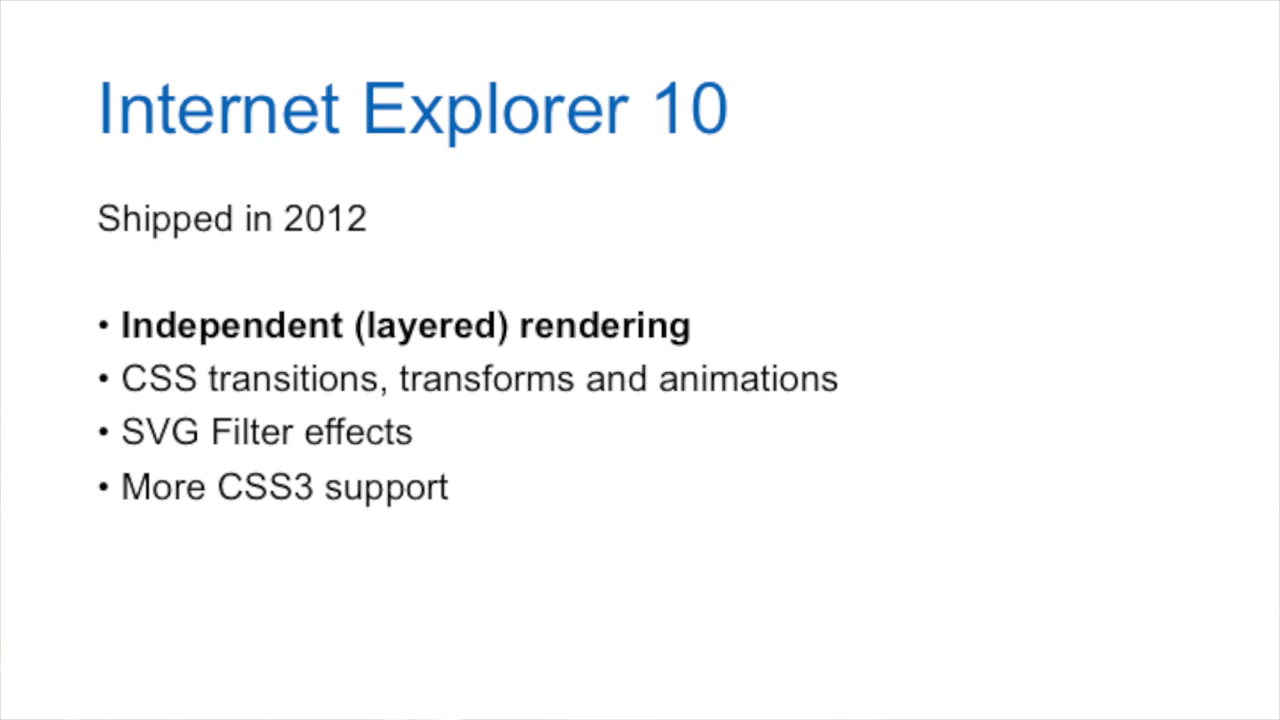 Internet Explorer 10
Shipped in 2012
• Independent (layered) rendering
• CSS transitions, transforms and animations
• SVG Filter effects
• More CSS3 support